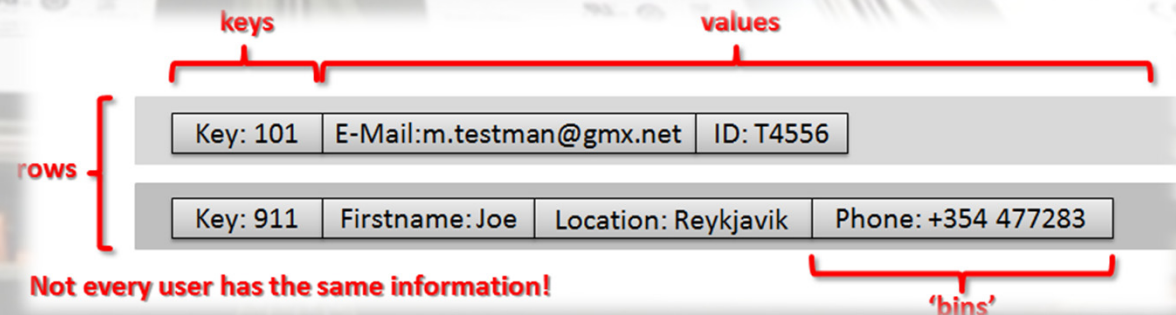 keys values
Key: 101 E-Mail:m.testman@gmx.net ID: T4556
rows
Key: 911 Firstname: Joe Location: Reykjavik Phone: +354 477283
Not every user has the same information!
'bins'